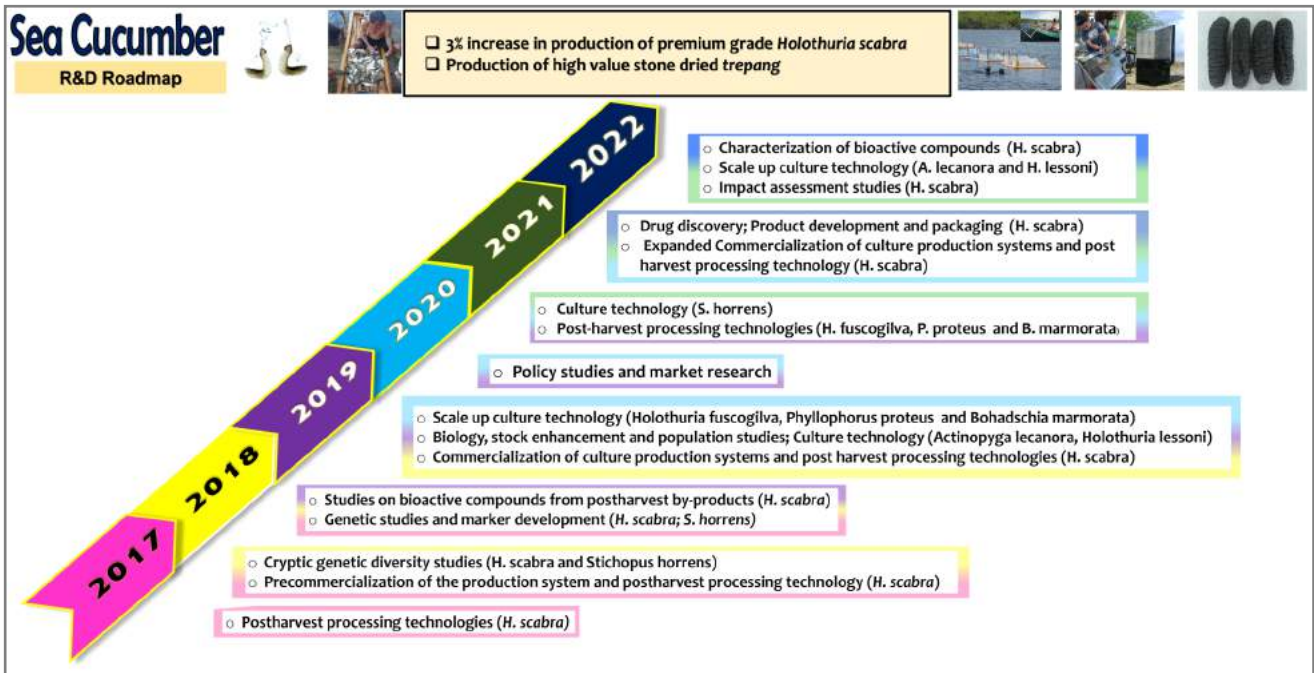 Sea Cucumber
R&D Roadmap
❑ 3% increase in production of premium grade Holothuria scabra
❑ Production of high value stone dried trepang
2022
2021
2020
2019
2018
2017
○ Characterization of bioactive compounds (H. scabra)
○ Scale up culture technology (A. lecanora and H. lessoni)
○ Impact assessment studies (H. scabra)
○ Drug discovery; Product development and packaging (H. scabra)
○ Expanded Commercialization of culture production systems and post
harvest processing technology (H. scabra)
○ Culture technology (S. horrens)
○ Post-harvest processing technologies (H. fuscogilva, P. proteus and B. marmorata)
○ Policy studies and market research
○ Scale up culture technology (Holothuria fuscogilva, Phyllophorus proteus and Bohadschia marmorata)
○ Biology, stock enhancement and population studies; Culture technology (Actinopyga lecanora, Holothuria lessoni)
○ Commercialization of culture production systems and post harvest processing technologies (H. scabra)
○ Studies on bioactive compounds from postharvest by-products (H. scabra)
○ Genetic studies and marker development (H. scabra; S. horrens)
○ Cryptic genetic diversity studies (H. scabra and Stichopus horrens)
○ Precommercialization of the production system and postharvest processing technology (H. scabra)
○ Postharvest processing technologies (H. scabra)